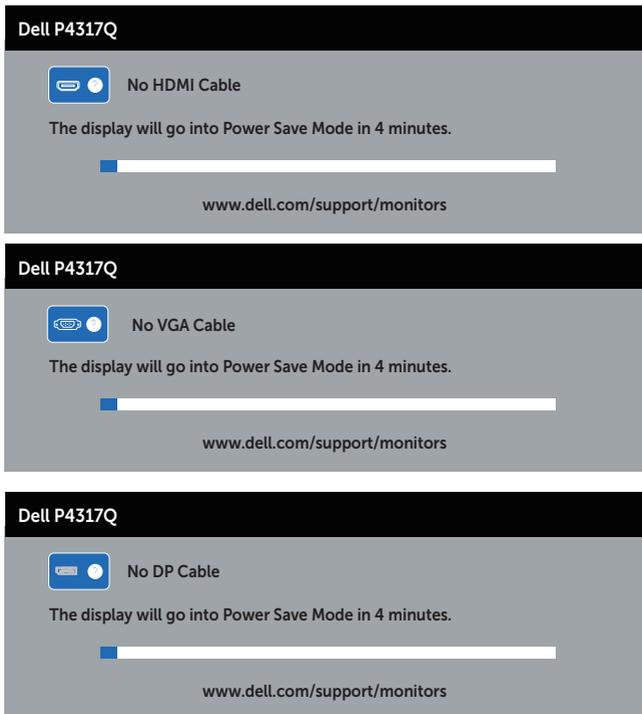 Dell P4317Q
? No HDMI Cable
The display will go into Power Save Mode in 4 minutes.
www.dell.com/support/monitors
Dell P4317Q
? No VGA Cable
The display will go into Power Save Mode in 4 minutes.
www.dell.com/support/monitors
Dell P4317Q
? No DP Cable
The display will go into Power Save Mode in 4 minutes.
www.dell.com/support/monitors